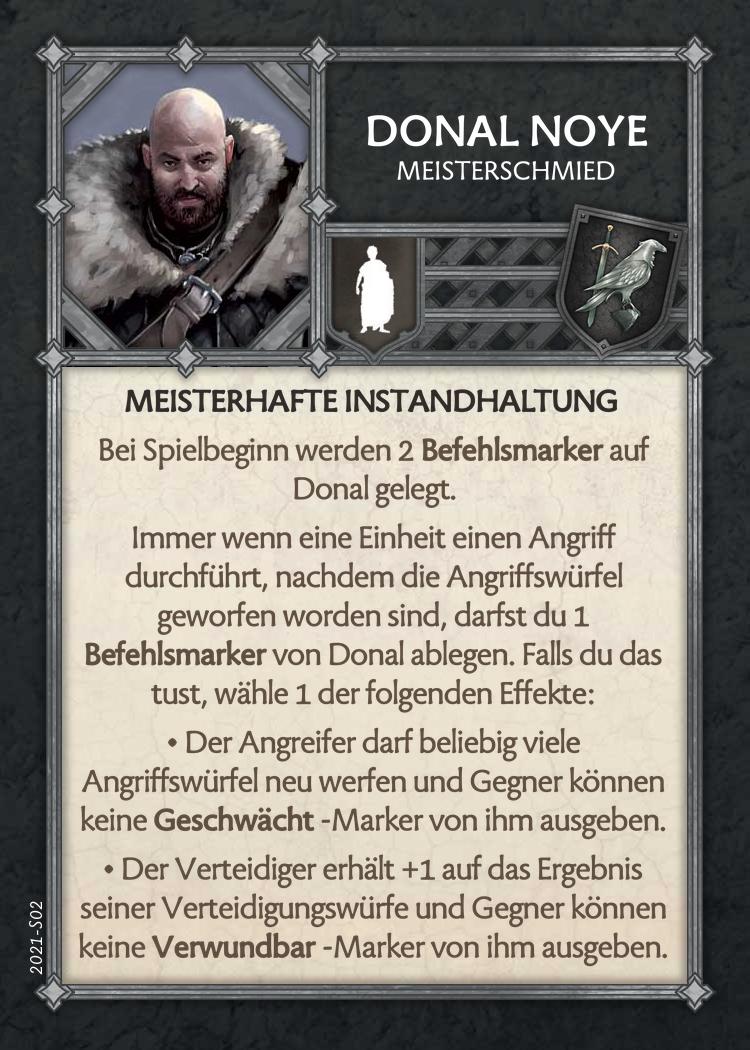 DONAL NOYE
MEISTERSCHMIED
MEISTERHAFTE INSTANDHALTUNG
Bei Spielbeginn werden 2 Befehlsmarker auf
Donal gelegt.
Immer wenn eine Einheit einen Angriff
durchführt, nachdem die Angriffswürfel
geworfen worden sind, darfst du 1
Befehlsmarker von Donal ablegen. Falls du das
tust, wähle 1 der folgenden Effekte:
• Der Angreifer darf beliebig viele
Angriffswürfel neu werfen und Gegner können
keine Geschwächt -Marker von ihm ausgeben.
• Der Verteidiger erhält +1 auf das Ergebnis
seiner Verteidigungswürfe und Gegner können
keine Verwundbar -Marker von ihm ausgeben.
2021-S02